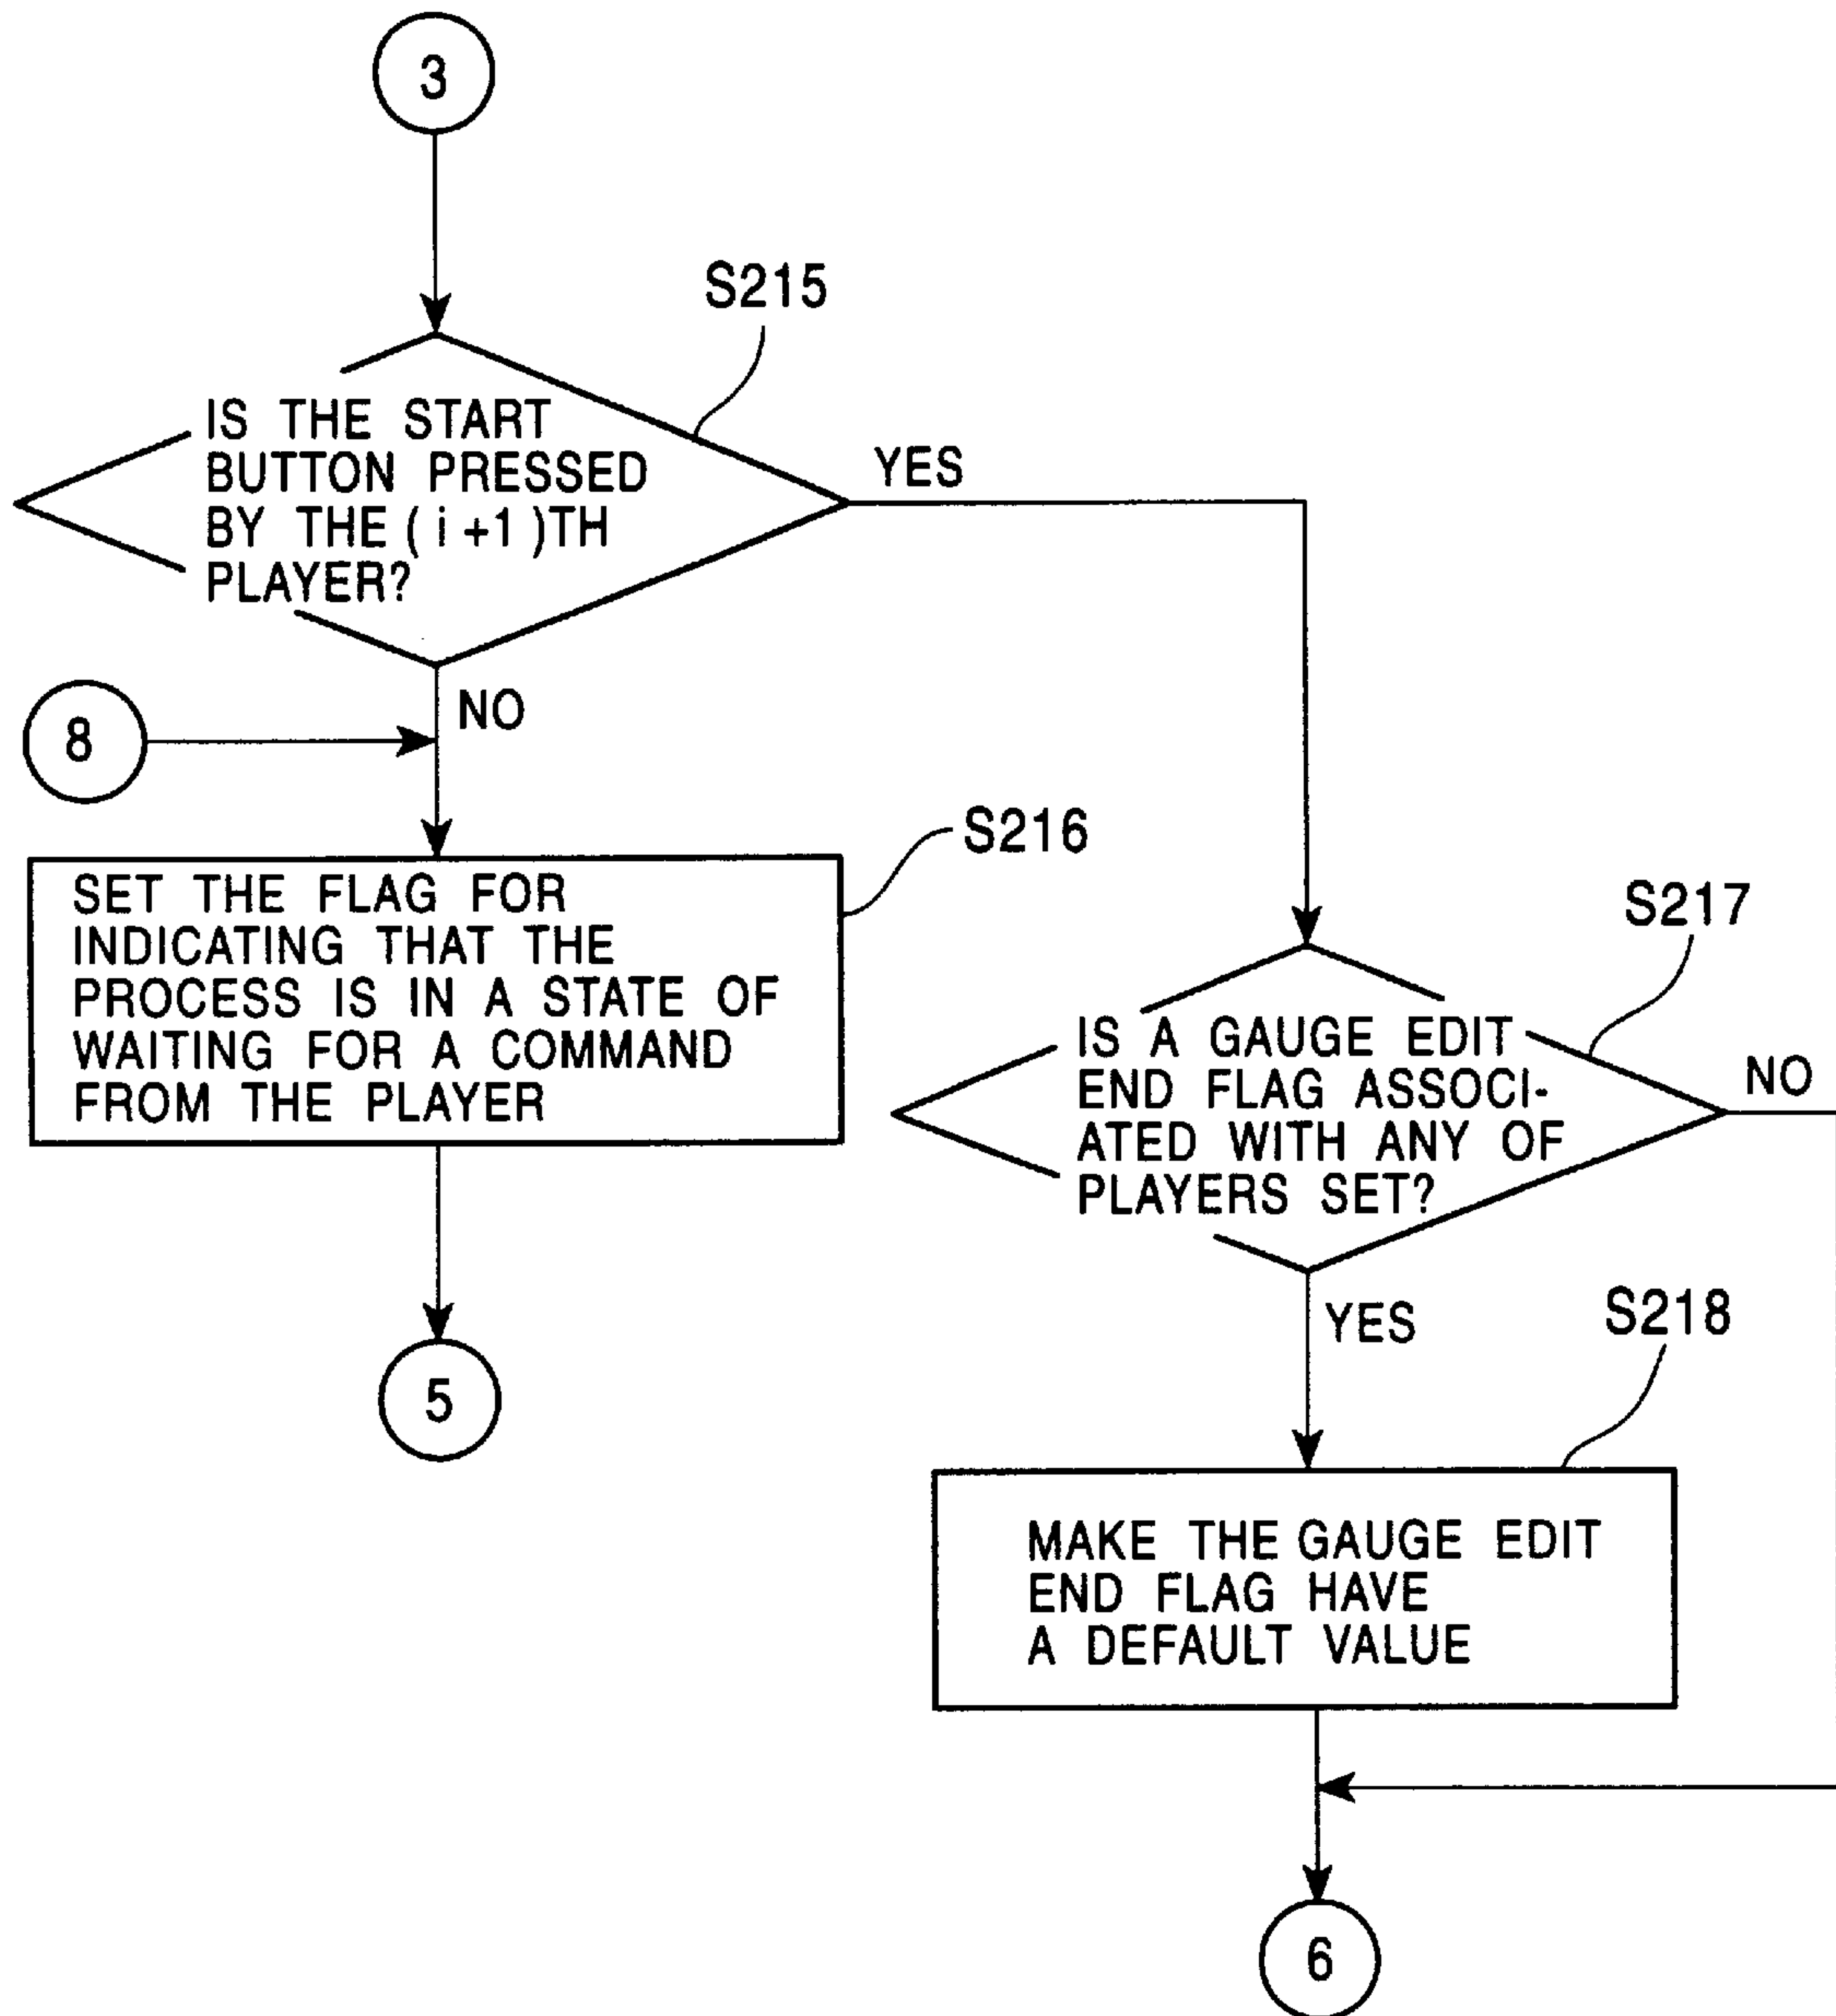 3
S215
IS THE START
BUTTON PRESSED
BY THE ( i +1 )TH
PLAYER?
YES
NO
8
S216
SET THE FLAG FOR
INDICATING THAT THE
PROCESS IS IN A STATE OF
WAITING FOR A COMMAND
FROM THE PLAYER
5
S217
IS A GAUGE EDIT
END FLAG ASSOCI-
ATED WITH ANY OF
PLAYERS SET?
NO
YES
S218
MAKE THE GAUGE EDIT
END FLAG HAVE
A DEFAULT VALUE
6